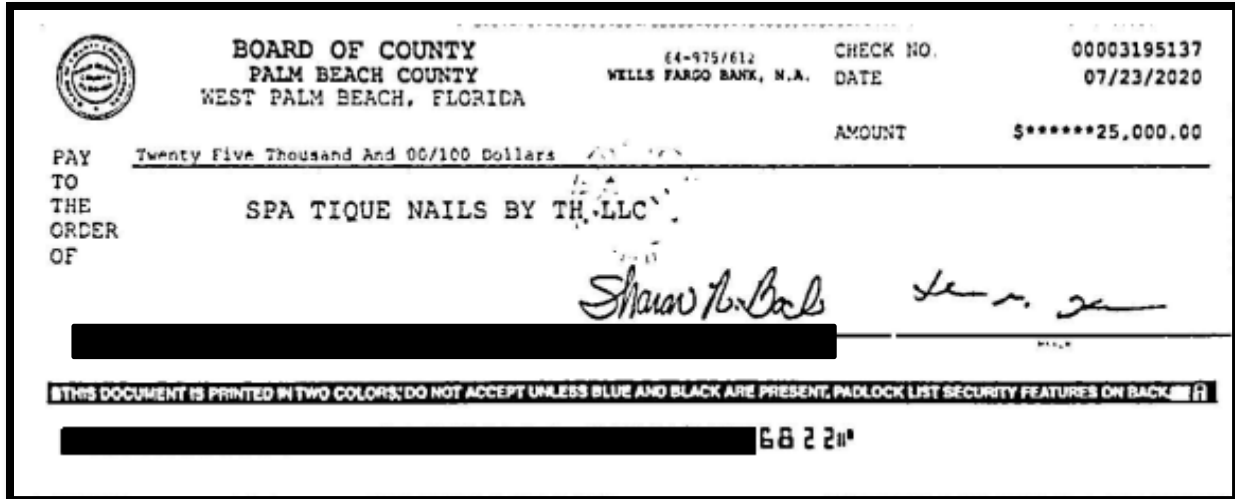 BOARD OF COUNTY
PALM BEACH COUNTY
WEST PALM BEACH, FLORIDA
64-975/612
WELLS FARGO BANK, N.A.
CHECK NO. 00003195137
DATE 07/23/2020
AMOUNT $******25,000.00
PAY Twenty Five Thousand And 00/100 Dollars
TO
THE
ORDER
OF
SPA TIQUE NAILS BY TH LLC
THIS DOCUMENT IS PRINTED IN TWO COLORS; DO NOT ACCEPT UNLESS BLUE AND BLACK ARE PRESENT, PADLOCK LIST SECURITY FEATURES ON BACK
6822⑈